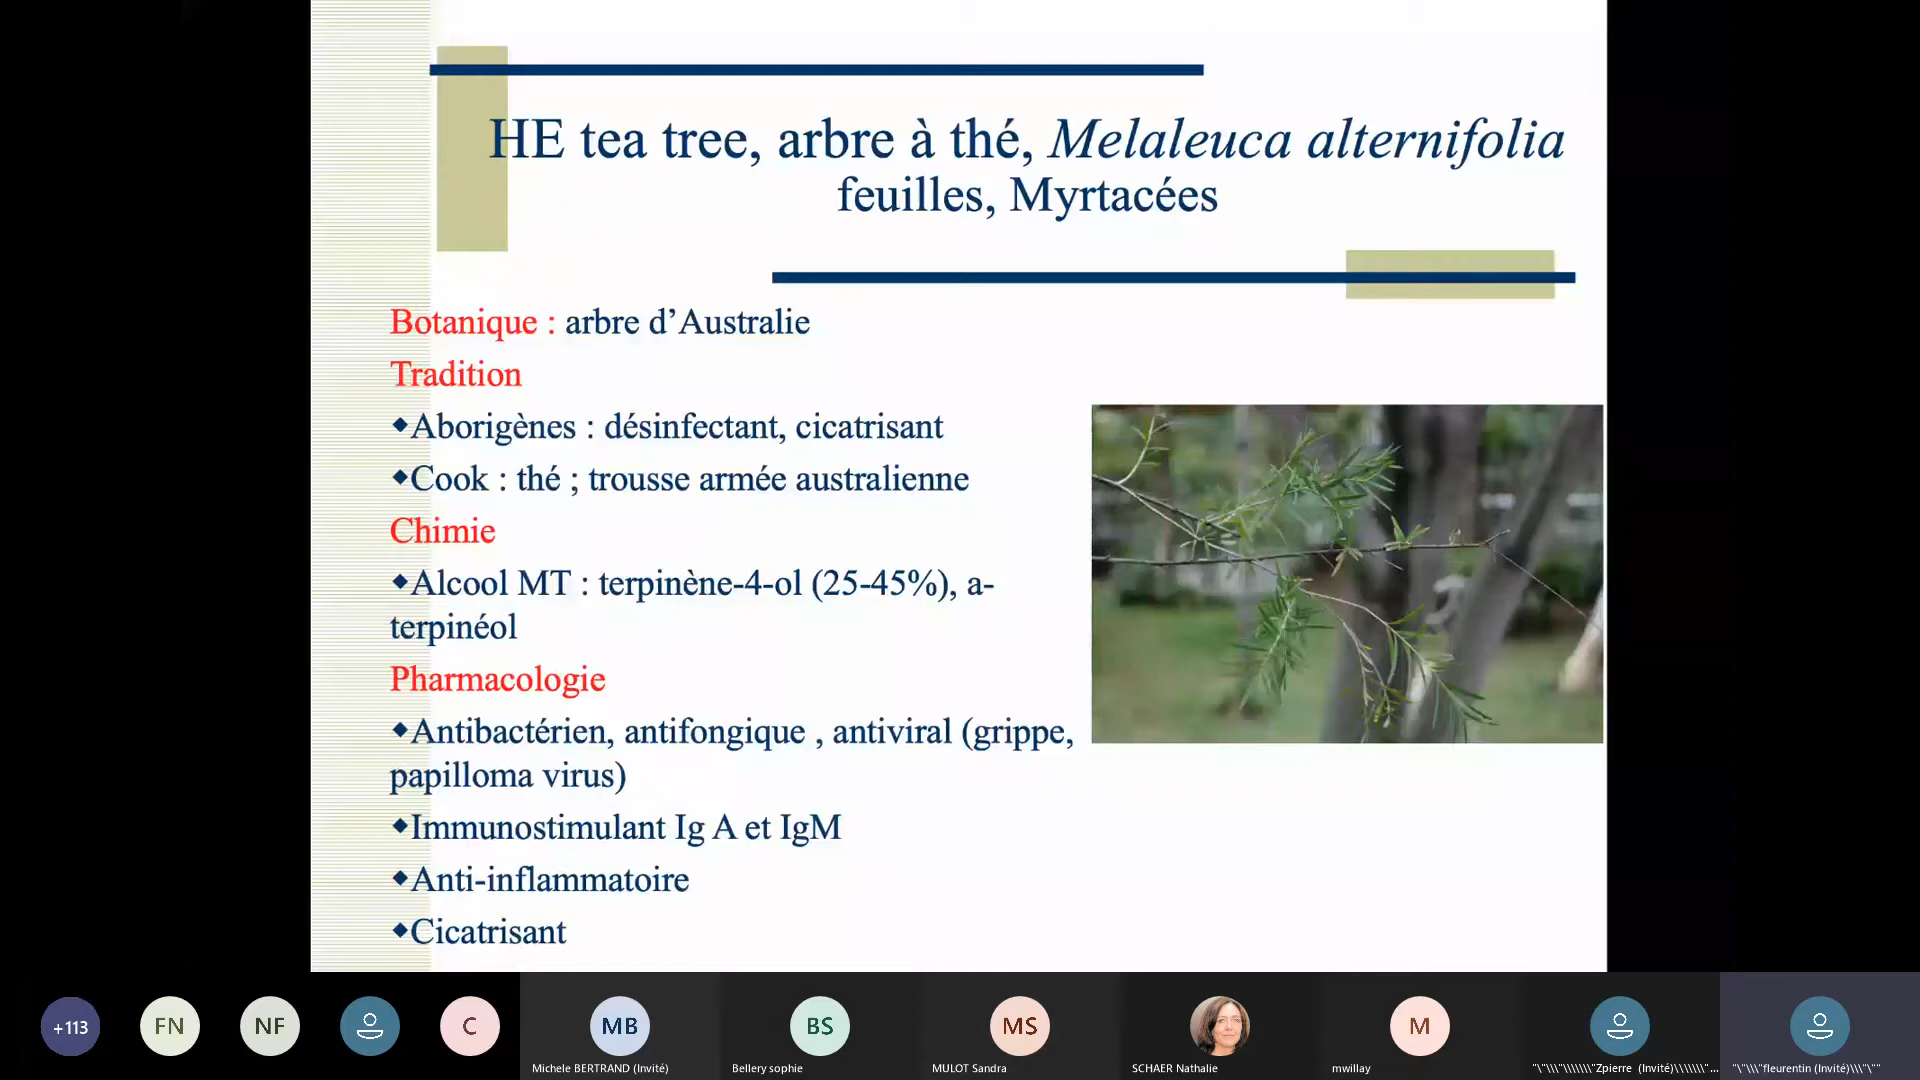 HE tea tree, arbre à thé, Melaleuca alternifolia
feuilles, Myrtacées
Botanique : arbre d’Australie
Tradition
◆Aborigènes : désinfectant, cicatrisant
◆Cook : thé ; trousse armée australienne
Chimie
◆Alcool MT : terpinène-4-ol (25-45%), a-
terpinéol
Pharmacologie
◆Antibactérien, antifongique , antiviral (grippe,
papilloma virus)
◆Immunostimulant Ig A et IgM
◆Anti-inflammatoire
◆Cicatrisant
+113
FN
NF
C
MB
BS
MS
M
Michele BERTRAND (Invité)
Bellery sophie
MULOT Sandra
SCHAER Nathalie
mwillay
"\"\\\"\\\\\\\"Zpierre (Invité)\\\\\\\"...
"\"\\\"fleurentin (Invité)\\\"\""